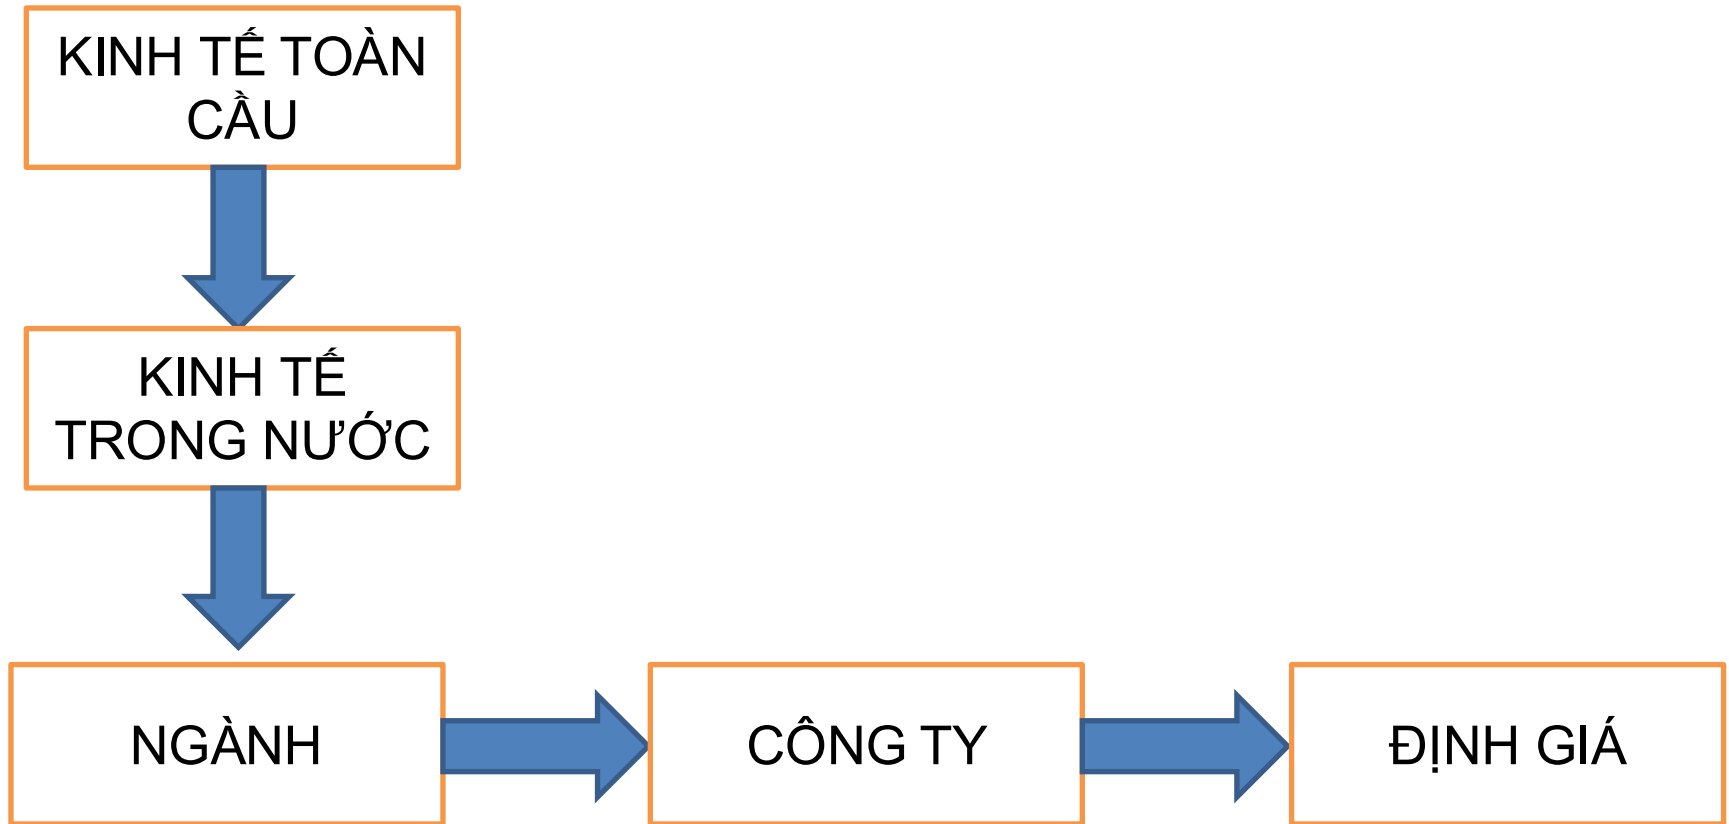 KINH TẾ TOÀN
CẦU
KINH TẾ
TRONG NƯỚC
NGÀNH
CÔNG TY
ĐỊNH GIÁ